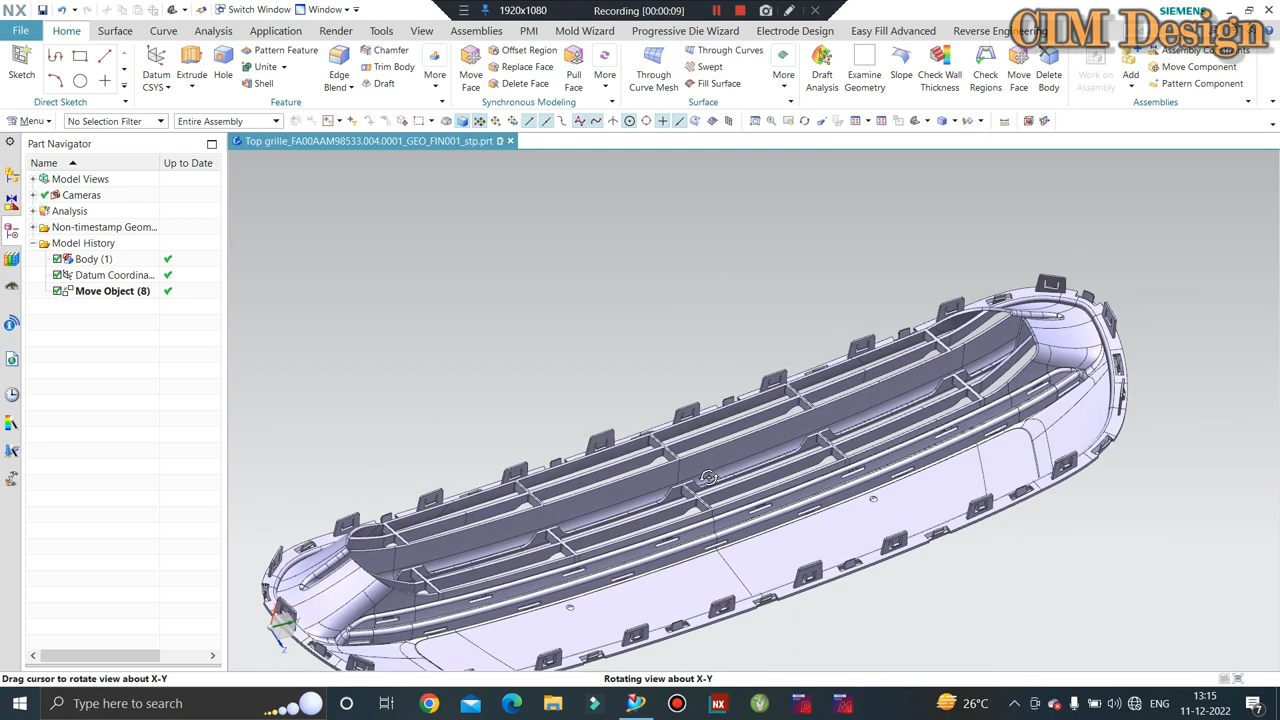 NX Switch Window Window 1920x1080 Recording [00:00:09] SIEMENS
CIM Design
File Home Surface Curve Analysis Application Render Tools Assemblies PMI Mold Wizard Progressive Die Wizard Electrode Design Easy Fill Advanced Reverse Engineering
Pattern Feature Chamfer Offset Region Through Curves Assembly Constraints
Unite Trim Body Replace Face Swept Move Component
Shell Draft Delete Face Fill Surface Pattern Component
Sketch Datum CSYS Extrude Hole Edge Blend More Move Face Pull Face More Through Curve Mesh More Draft Analysis Examine Geometry Slope Check Wall Thickness Check Regions Move Face Delete Body Work on Assembly Add
Direct Sketch Feature Synchronous Modeling Surface Assemblies
Menu No Selection Filter Entire Assembly
Part Navigator Top grille_FA00AAM98533.004.0001_GEO_FIN001_stp.prt
Name Up to Date
Model Views
Cameras
Analysis
Non-timestamp Geom...
Model History
Body (1)
Datum Coordina...
Move Object (8)
Z
Drag cursor to rotate view about X-Y Rotating view about X-Y
Type here to search NX 26°C ENG 13:15
11-12-2022 7